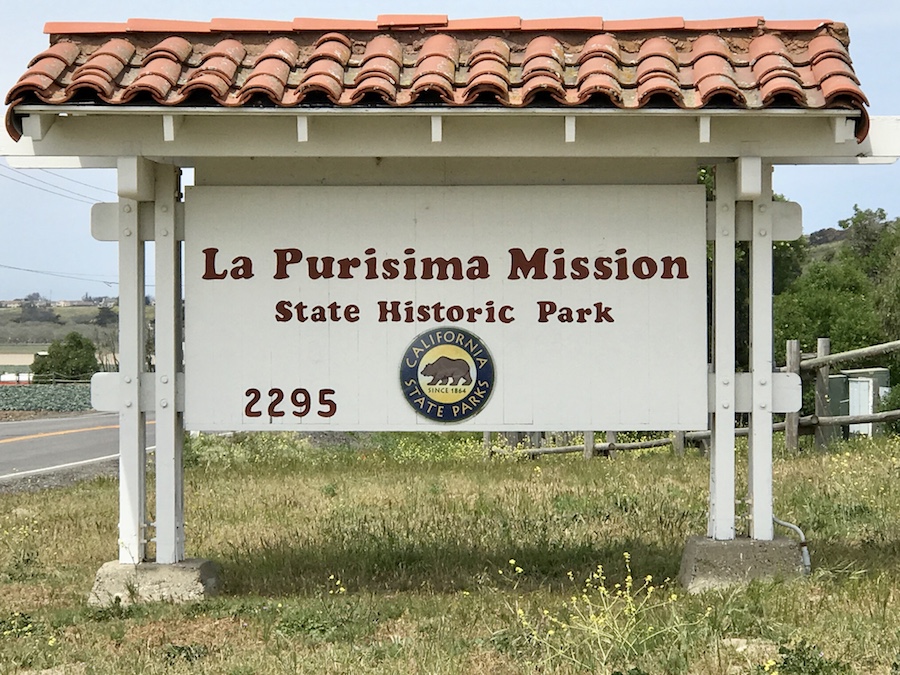 La Purisima Mission
State Historic Park
CALIFORNIA
SINCE 1864
STATE PARKS
2295